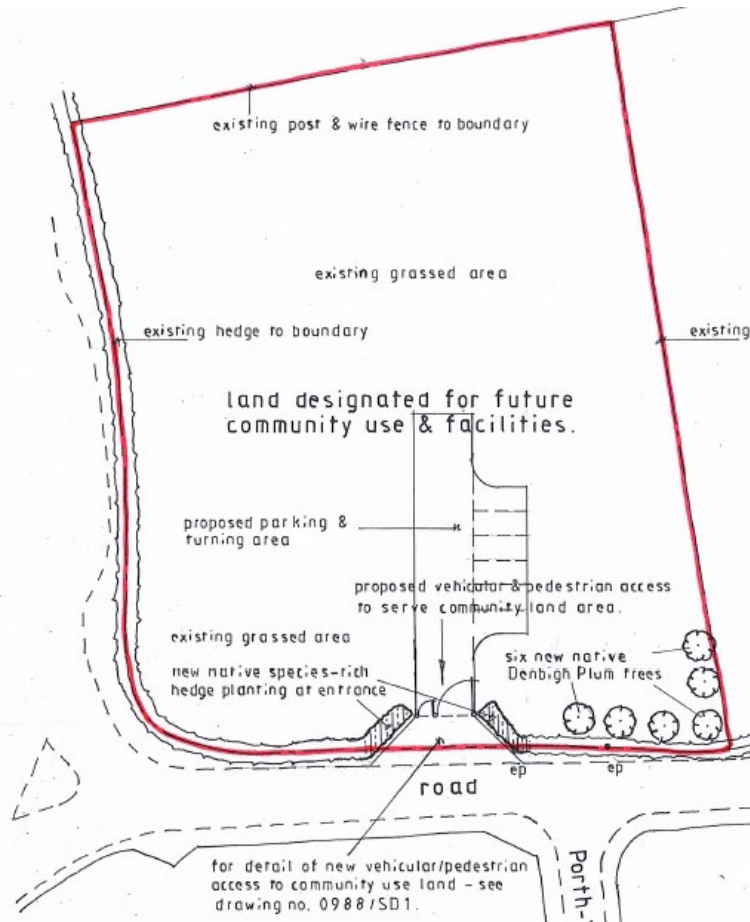 existing post & wire fence to boundary
existing grassed area
existing hedge to boundary
existing
land designated for future
community use & facilities.
proposed parking &
turning area
proposed vehicular & pedestrian access
to serve community land area.
existing grassed area
new native species-rich
hedge planting at entrance
six new native
Denbigh Plum trees
ep
ep
road
for detail of new vehicular/pedestrian
access to community use land - see
drawing no. 0988/SD1.
Porth-